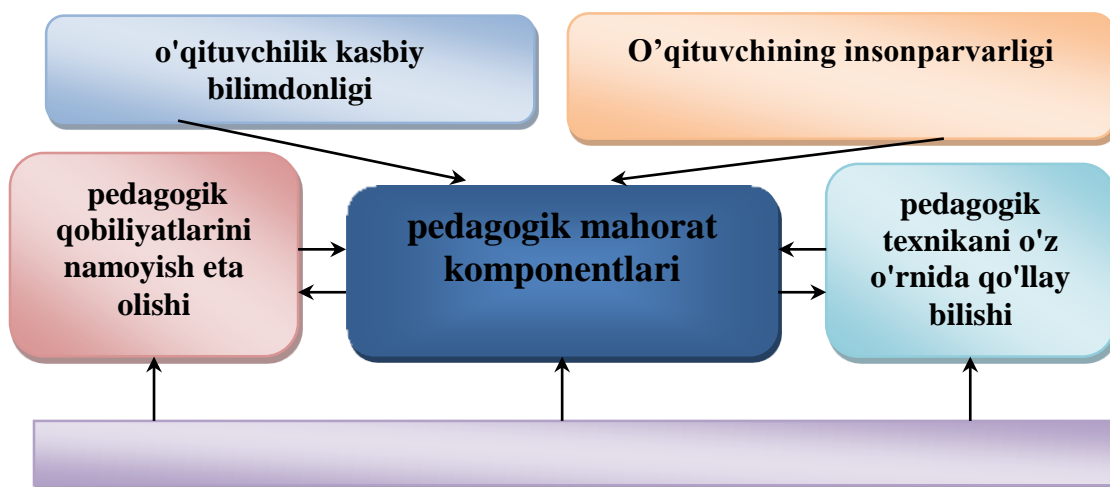 o'qituvchilik kasbiy
bilimdonligi
O’qituvchining insonparvarligi
pedagogik
qobiliyatlarini
namoyish eta
olishi
pedagogik mahorat
komponentlari
pedagogik
texnikani o'z
o'rnida qo'llay
bilishi